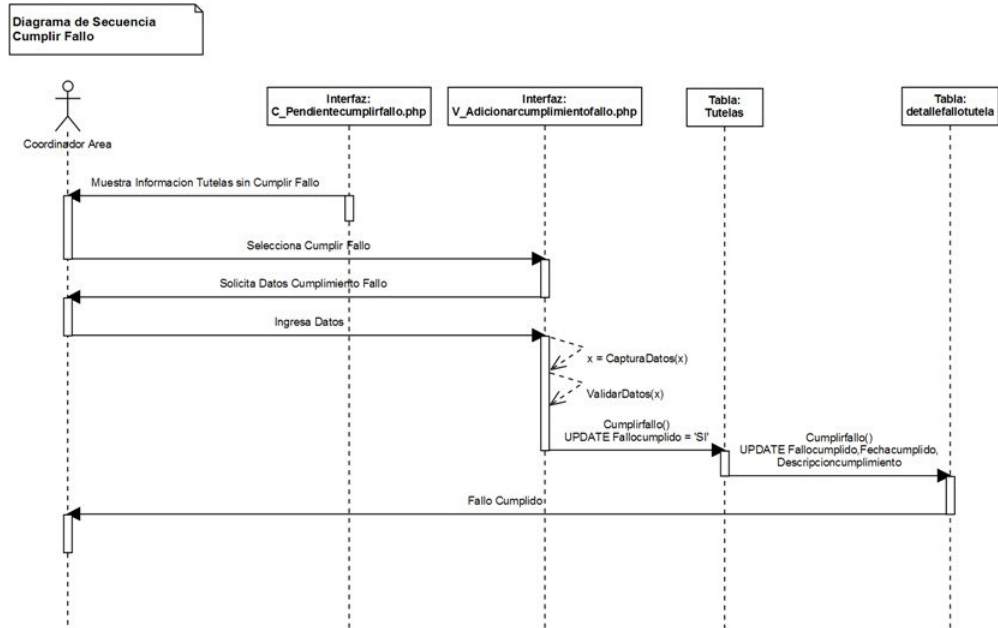 Diagrama de Secuencia
Cumplir Fallo
Interfaz:
C_Pendientecumplirfallo.php
Interfaz:
V_Adicionarcumplimientofallo.php
Tabla:
Tutelas
Tabla:
detallefallotutela
Coordinador Area
Muestra Informacion Tutelas sin Cumplir Fallo
Selecciona Cumplir Fallo
Solicita Datos Cumplimiento Fallo
Ingresa Datos
x = CapturaDatos(x)
ValidarDatos(x)
Cumplirfallo()
UPDATE Fallocumplido = 'SI'
Cumplirfallo()
UPDATE Fallocumplido,Fechacumplido,
Descripcioncumplimiento
Fallo Cumplido